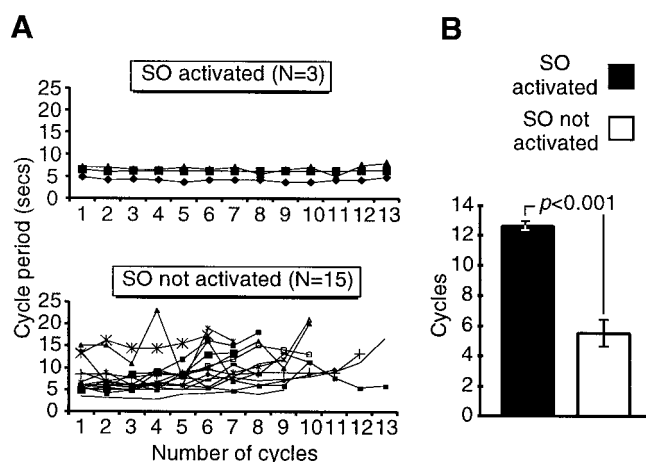 A
SO activated (N=3)
Cycle period (secs)
25
20
15
10
5
0
1 2 3 4 5 6 7 8 9 10 11 12 13
SO not activated (N=15)
25
20
15
10
5
0
1 2 3 4 5 6 7 8 9 10 11 12 13
Number of cycles
B
SO
activated
SO not
activated
p<0.001
Cycles
14
12
10
8
6
4
2
0